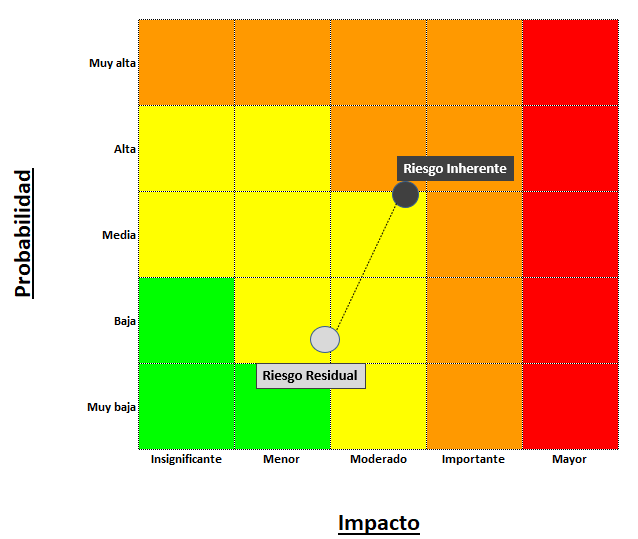 Probabilidad
Muy alta
Alta
Media
Baja
Muy baja
Riesgo Inherente
Riesgo Residual
Insignificante
Menor
Moderado
Importante
Mayor
Impacto